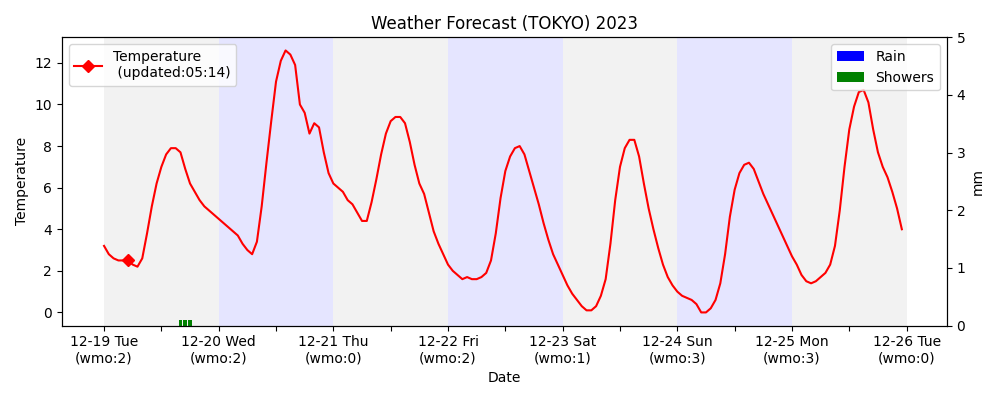 Weather Forecast (TOKYO) 2023
Temperature
(updated:05:14)
Rain
Showers
12
10
8
6
4
2
0
Temperature
5
4
3
2
1
0
mm
12-19 Tue
(wmo:2)
12-20 Wed
(wmo:2)
12-21 Thu
(wmo:0)
12-22 Fri
(wmo:2)
12-23 Sat
(wmo:1)
12-24 Sun
(wmo:3)
12-25 Mon
(wmo:3)
12-26 Tue
(wmo:0)
Date